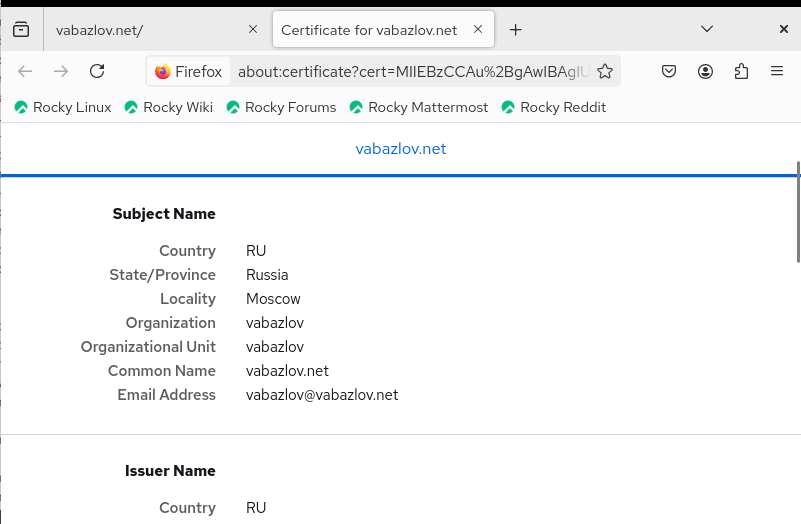 vabazlov.net/ Certificate for vabazlov.net
Firefox about:certificate?cert=MIIEBzCCAu%2BgAwIBAgIU
Rocky Linux Rocky Wiki Rocky Forums Rocky Mattermost Rocky Reddit
vabazlov.net
Subject Name
Country RU
State/Province Russia
Locality Moscow
Organization vabazlov
Organizational Unit vabazlov
Common Name vabazlov.net
Email Address vabazlov@vabazlov.net
Issuer Name
Country RU